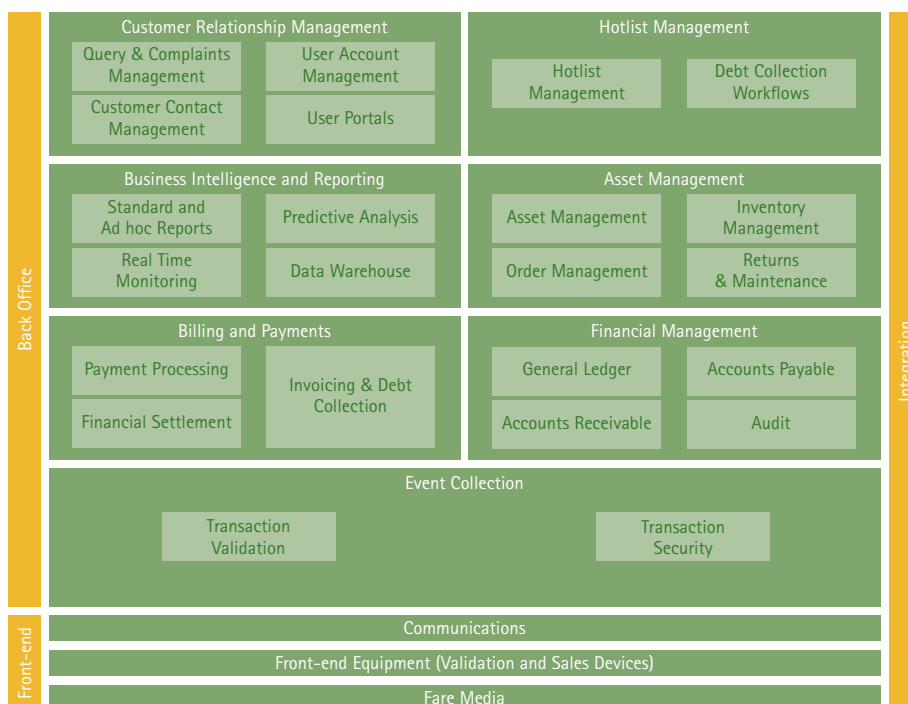 Customer Relationship Management
Query & Complaints
Management
User Account
Management
Customer Contact
Management
User Portals
Hotlist Management
Hotlist
Management
Debt Collection
Workflows
Business Intelligence and Reporting
Standard and
Ad hoc Reports
Predictive Analysis
Real Time
Monitoring
Data Warehouse
Asset Management
Asset Management
Inventory
Management
Order Management
Returns
& Maintenance
Back Office
Billing and Payments
Payment Processing
Invoicing & Debt
Collection
Financial Settlement
Financial Management
General Ledger
Accounts Payable
Accounts Receivable
Audit
Integration
Event Collection
Transaction
Validation
Transaction
Security
Front-end
Communications
Front-end Equipment (Validation and Sales Devices)
Fare Media